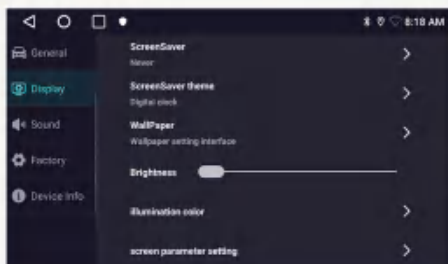 8:18 AM
General
Display
Sound
Factory
Device Info
ScreenSaver
Never
ScreenSaver theme
Digital clock
WallPaper
Wallpaper setting interface
Brightness
illumination color
screen parameter setting